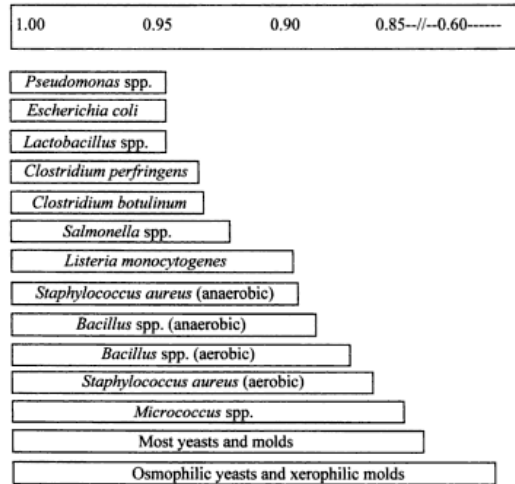 1.00 0.95 0.90 0.85--//--0.60------
Pseudomonas spp.
Escherichia coli
Lactobacillus spp.
Clostridium perfringens
Clostridium botulinum
Salmonella spp.
Listeria monocytogenes
Staphylococcus aureus (anaerobic)
Bacillus spp. (anaerobic)
Bacillus spp. (aerobic)
Staphylococcus aureus (aerobic)
Micrococcus spp.
Most yeasts and molds
Osmophilic yeasts and xerophilic molds